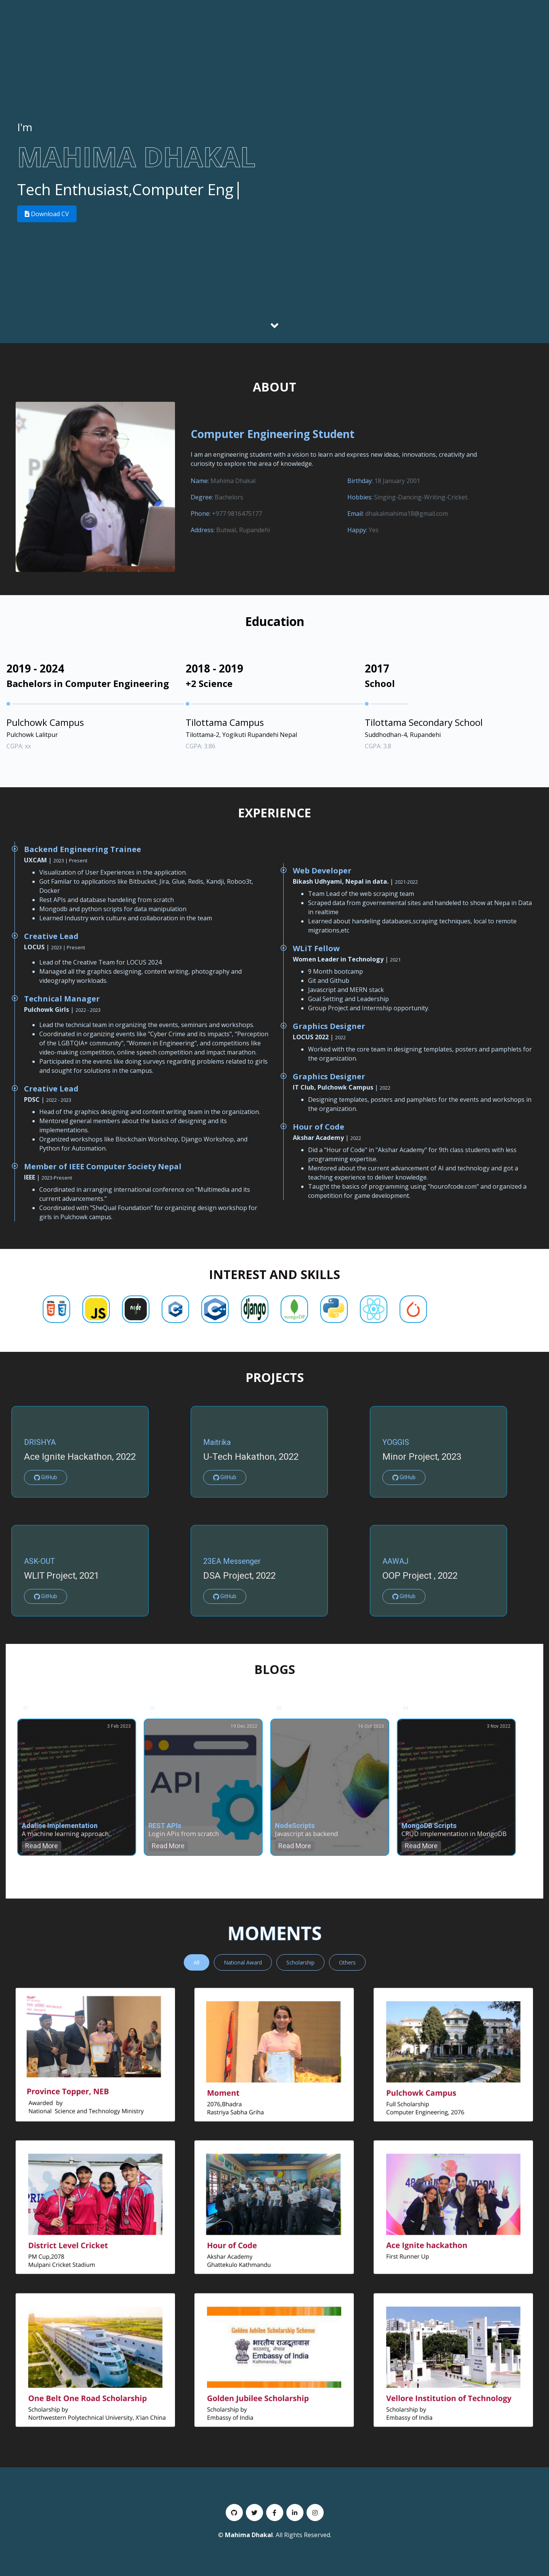 I'm
MAHIMA DHAKAL
Tech Enthusiast,Computer Eng|
Download CV
ABOUT
Computer Engineering Student
I am an engineering student with a vision to learn and express new ideas, innovations, creativity and
curiosity to explore the area of knowledge.
Name: Mahima Dhakal
Birthday: 18 January 2001
Degree: Bachelors
Hobbies: Singing-Dancing-Writing-Cricket
Phone: +977 9816475177
Email: dhakalmahima18@gmail.com
Address: Butwal, Rupandehi
Happy: Yes
Education
2019 - 2024
Bachelors in Computer Engineering
Pulchowk Campus
Pulchowk Lalitpur
CGPA: xx
2018 - 2019
+2 Science
Tilottama Campus
Tilottama-2, Yogikuti Rupandehi Nepal
CGPA: 3.86
2017
School
Tilottama Secondary School
Suddhodhan-4, Rupandehi
CGPA: 3.8
EXPERIENCE
Backend Engineering Trainee
UXCAM | 2023 | Present
Visualization of User Experiences in the application.
Got Familar to applications like Bitbucket, Jira, Glue, Redis, Kandji, Roboo3t,
Docker
Rest APIs and database handeling from scratch
Mongodb and python scripts for data manipulation
Learned Industry work culture and collaboration in the team
Creative Lead
LOCUS | 2023 | Present
Lead of the Creative Team for LOCUS 2024
Managed all the graphics designing, content writing, photography and
videography workloads.
Technical Manager
Pulchowk Girls | 2022 - 2023
Lead the technical team in organizing the events, seminars and workshops.
Coordinated in organizing events like "Cyber Crime and its impacts", "Perception
of the LGBTQIA+ community", "Women in Engineering", and competitions like
video-making competition, online speech competition and impact marathon.
Participated in the events like doing surveys regarding problems related to girls
and sought for solutions in the campus.
Creative Lead
PDSC | 2022 - 2023
Head of the graphics designing and content writing team in the organization.
Mentored general members about the basics of designing and its
implementations.
Organized workshops like Blockchain Workshop, Django Workshop, and
Python for Automation.
Member of IEEE Computer Society Nepal
IEEE | 2023-Present
Coordinated in arranging international conference on "Multimedia and its
current advancements."
Coordinated with "SheQual Foundation" for organizing design workshop for
girls in Pulchowk campus.
Web Developer
Bikash Udhyami, Nepal in data. | 2021-2022
Team Lead of the web scraping team
Scraped data from governemental sites and handeled to show at Nepa in Data
in realtime
Learned about handeling databases,scraping techniques, local to remote
migrations,etc
WLiT Fellow
Women Leader in Technology | 2021
9 Month bootcamp
Git and Github
Javascript and MERN stack
Goal Setting and Leadership
Group Project and Internship opportunity.
Graphics Designer
LOCUS 2022 | 2022
Worked with the core team in designing templates, posters and pamphlets for
the organization.
Graphics Designer
IT Club, Pulchowk Campus | 2022
Designing templates, posters and pamphlets for the events and workshops in
the organization.
Hour of Code
Akshar Academy | 2022
Did a "Hour of Code" in "Akshar Academy" for 9th class students with less
programming expertise.
Mentored about the current advancement of AI and technology and got a
teaching experience to deliver knowledge.
Taught the basics of programming using "hourofcode.com" and organized a
competition for game development.
INTEREST AND SKILLS
HTML CSS
JS
node
C
C
django
mongoDB
PROJECTS
DRISHYA
Ace Ignite Hackathon, 2022
GitHub
Maitrika
U-Tech Hakathon, 2022
GitHub
YOGGIS
Minor Project, 2023
GitHub
ASK-OUT
WLIT Project, 2021
GitHub
23EA Messenger
DSA Project, 2022
GitHub
AAWAJ
OOP Project , 2022
GitHub
BLOGS
3 Feb 2023
Adaline Implementation
A machine learning approach.
Read More
API
REST APIs
Login APIs from scratch
Read More
NodeScripts
Javascript as backend
Read More
3 Nov 2022
MongoDB Scripts
CRUD implementation in MongoDB
Read More
MOMENTS
All
National Award
Scholarship
Others
Province Topper, NEB
Awarded by
National Science and Technology Ministry
Moment
2076,Bhadra
Rastriya Sabha Griha
Pulchowk Campus
Full Scholarship
Computer Engineering, 2076
District Level Cricket
PM Cup,2078
Mulpani Cricket Stadium
Hour of Code
Akshar Academy
Ghattekulo Kathmandu
Ace Ignite hackathon
First Runner Up
One Belt One Road Scholarship
Scholarship by
Northwestern Polytechnical University, X'ian China
Golden Jubilee Scholarship Scheme
भारतीय राजदूतावास
काठमाण्डू, नेपाल
Embassy of India
Kathmandu, Nepal
Golden Jubilee Scholarship
Scholarship by
Embassy of India
Vellore Institution of Technology
Scholarship by
Embassy of India
© Mahima Dhakal. All Rights Reserved.